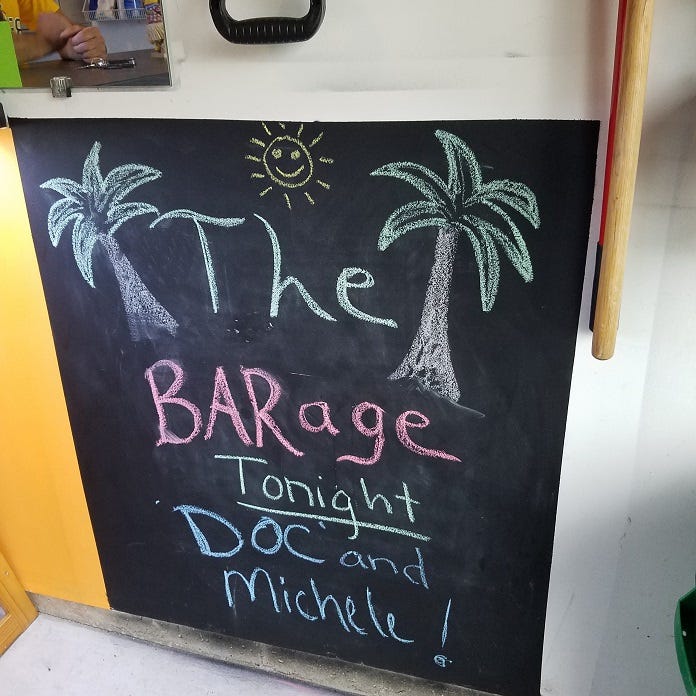 The
BARage
Tonight
'DOC' and
Michele!